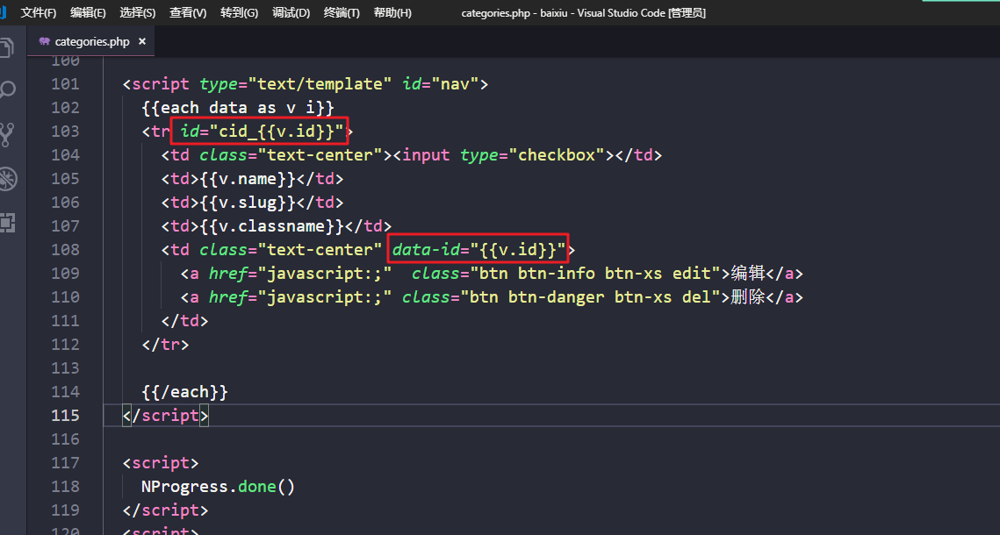 文件(F) 编辑(E) 选择(S) 查看(V) 转到(G) 调试(D) 终端(T) 帮助(H) categories.php - baixiu - Visual Studio Code [管理员]
categories.php ×
100
101 <script type="text/template" id="nav">
102 {{each data as v i}}
103 <tr id="cid_{{v.id}}">
104 <td class="text-center"><input type="checkbox"></td>
105 <td>{{v.name}}</td>
106 <td>{{v.slug}}</td>
107 <td>{{v.classname}}</td>
108 <td class="text-center" data-id="{{v.id}}">
109 <a href="javascript:;"  class="btn btn-info btn-xs edit">编辑</a>
110 <a href="javascript:;" class="btn btn-danger btn-xs del">删除</a>
111 </td>
112 </tr>
113
114 {{/each}}
115 </script>
116
117 <script>
118 NProgress.done()
119 </script>
120 <script>